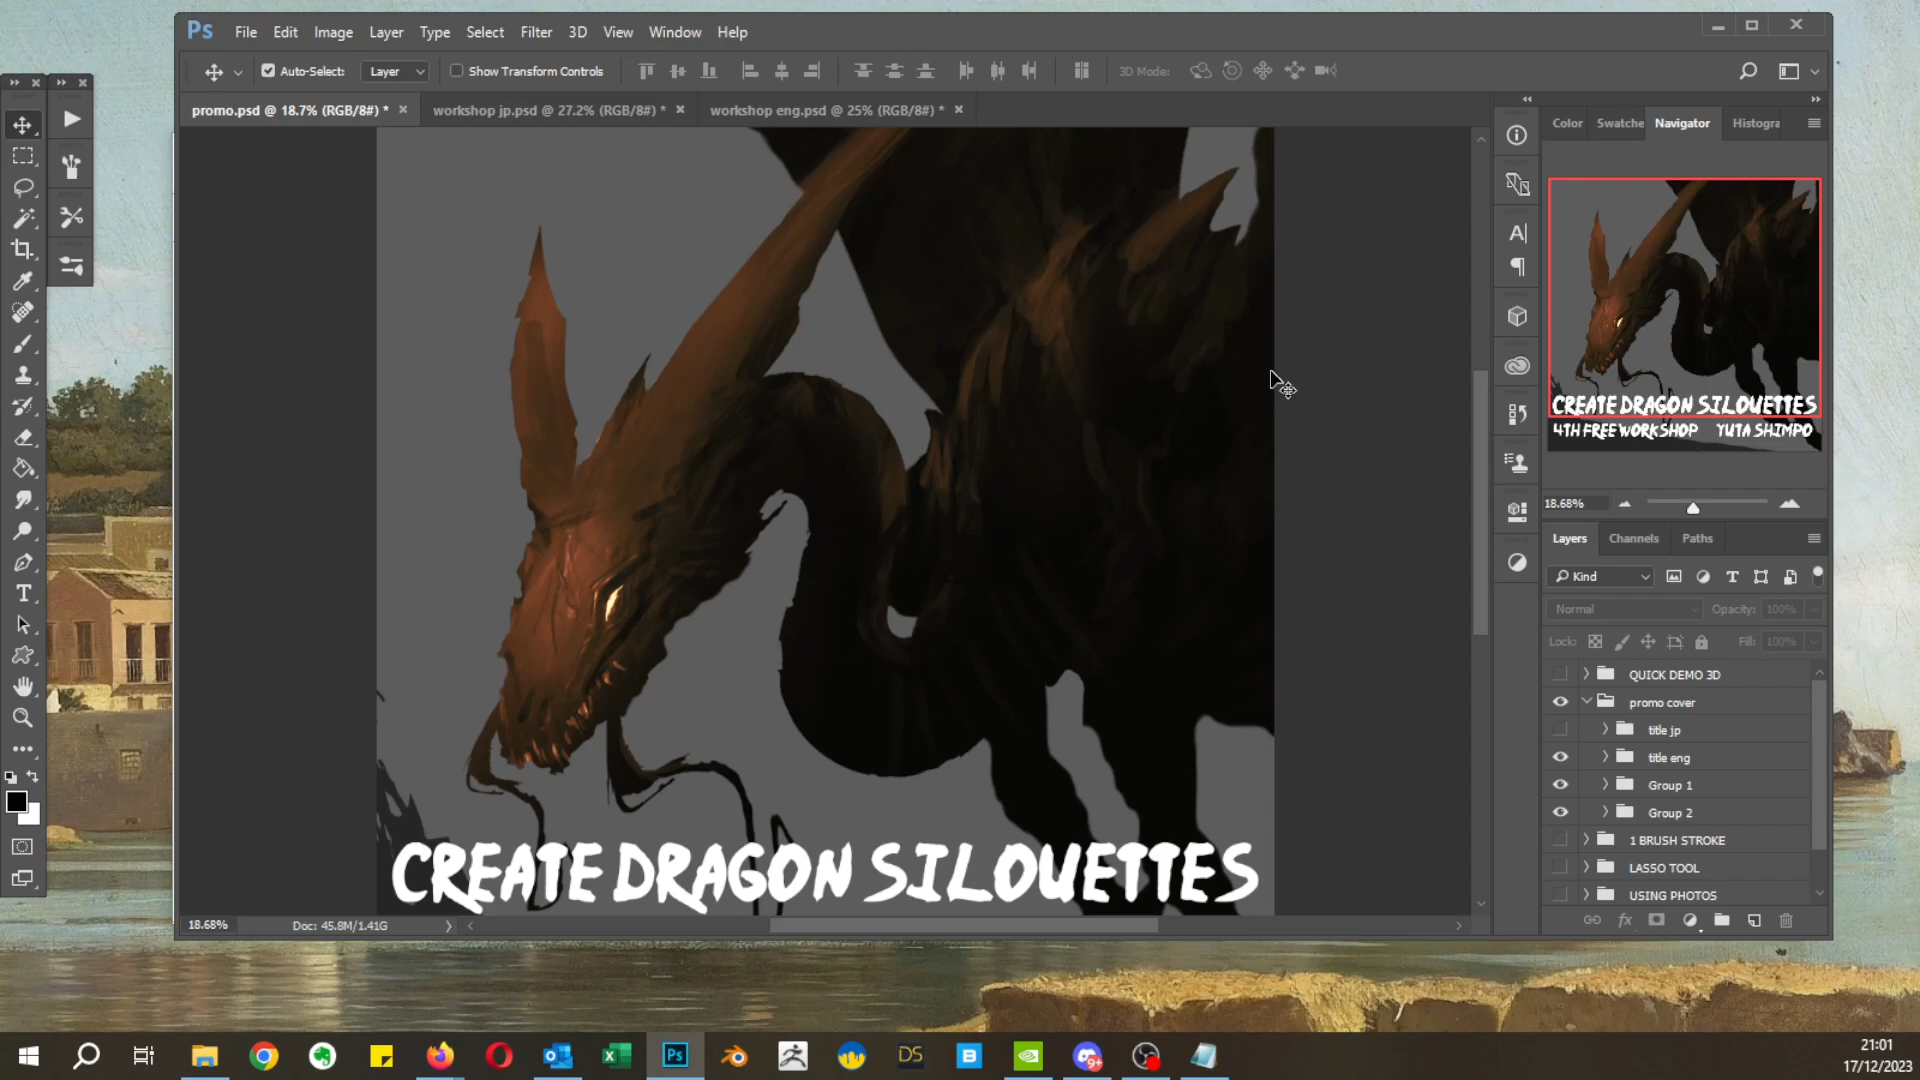 Ps File Edit Image Layer Type Select Filter 3D View Window Help
Auto-Select: Layer Show Transform Controls 3D Mode:
promo.psd @ 18.7% (RGB/8#) * workshop jp.psd @ 27.2% (RGB/8#) * workshop eng.psd @ 25% (RGB/8#) *
Color Swatche Navigator Histogra
CREATE DRAGON SILOUETTES
4TH FREE WORKSHOP YUTA SHIMPO
18.68%
Layers Channels Paths
Kind
Normal Opacity: 100%
Lock: Fill: 100%
QUICK DEMO 3D
promo cover
title jp
title eng
Group 1
Group 2
1 BRUSH STROKE
LASSO TOOL
USING PHOTOS
CREATE DRAGON SILOUETTES
18.68% Doc: 45.8M/1.41G
Ps
DS
B
9+
21:01
17/12/2023